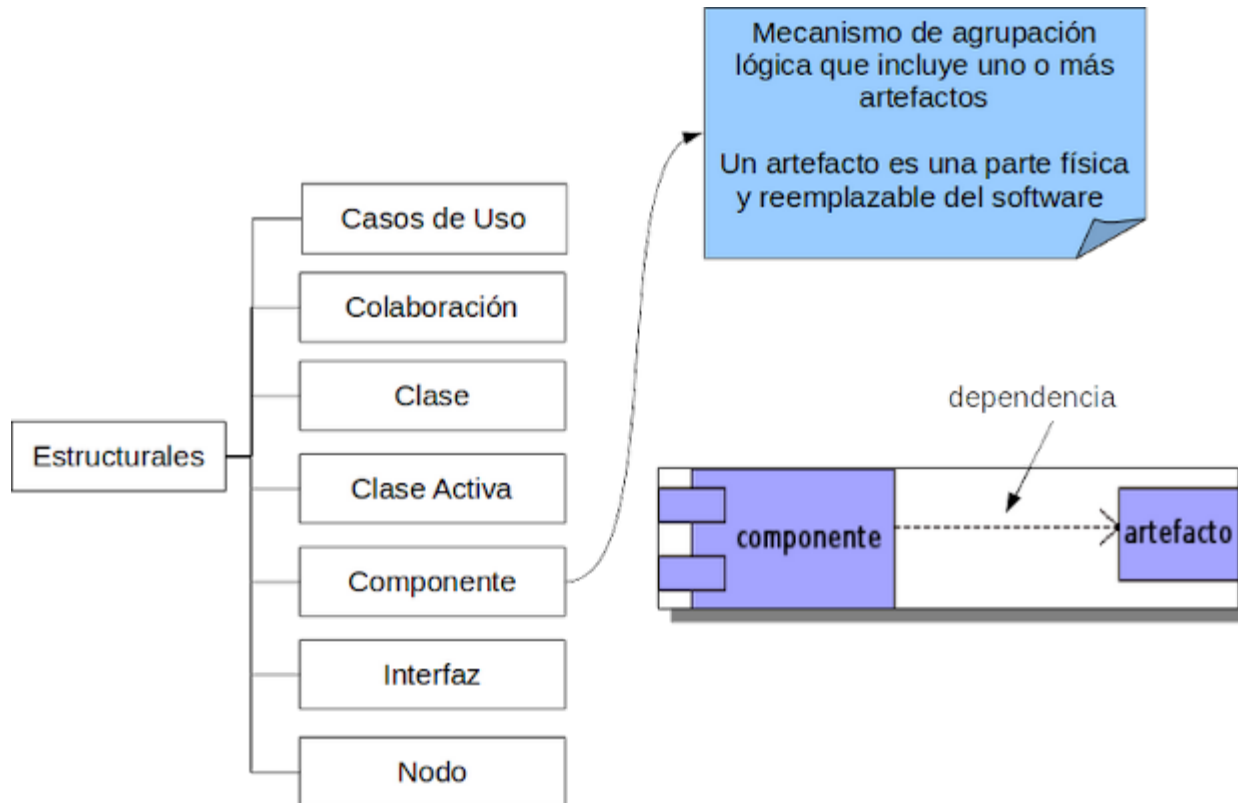 Mecanismo de agrupación
lógica que incluye uno o más
artefactos
Un artefacto es una parte física
y reemplazable del software
Casos de Uso
Colaboración
Clase
Estructurales
Clase Activa
Componente
Interfaz
Nodo
dependencia
componente
artefacto